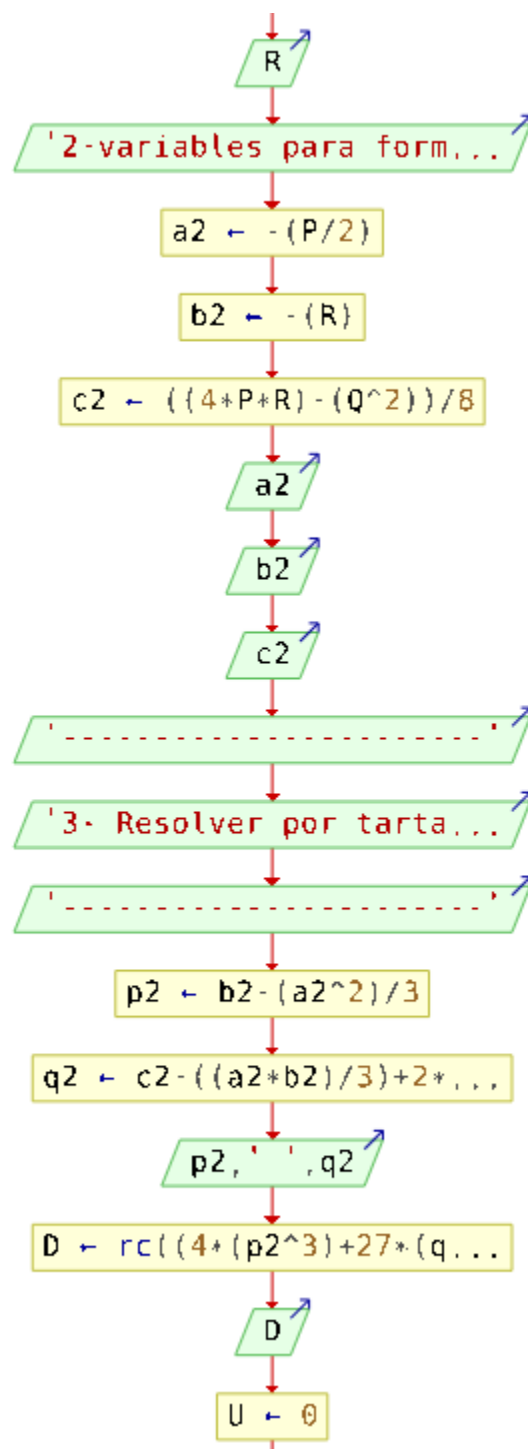 R
'2-variables para form...
a2 ← -(P/2)
b2 ← -(R)
c2 ← ((4*P*R)-(Q^2))/8
a2
b2
c2
'-----------------------'
'3- Resolver por tarta...
'-----------------------'
p2 ← b2-(a2^2)/3
q2 ← c2-((a2*b2)/3)+2*...
p2,' ',q2
D ← rc((4*(p2^3)+27*(q...
D
U ← 0